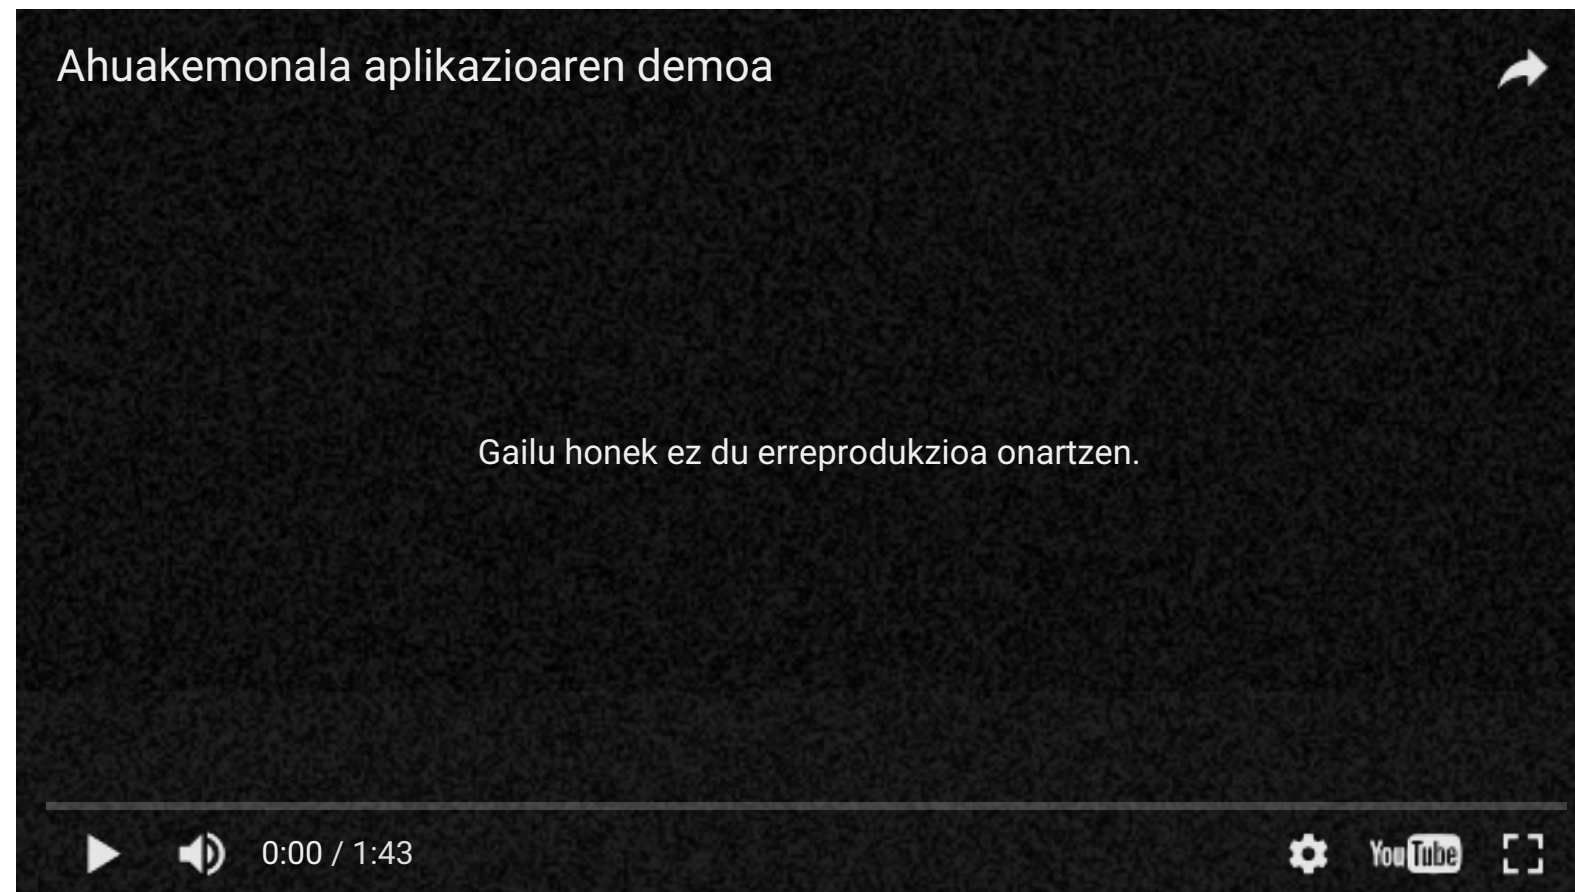 Ahuakemonala aplikazioaren demoa
Gailu honek ez du erreprodukzioa onartzen.
0:00 / 1:43
YouTube